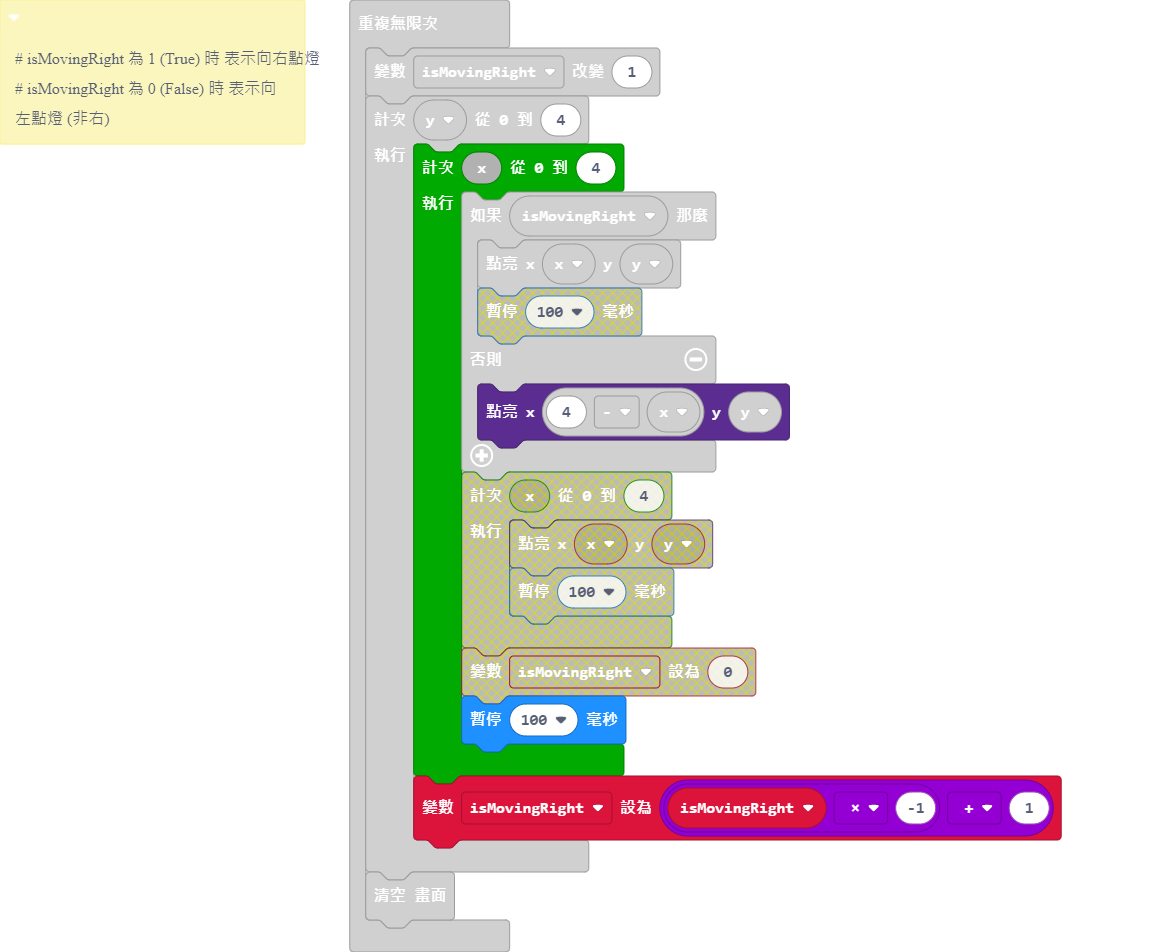 # isMovingRight 為 1 (True) 時 表示向右點燈
# isMovingRight 為 0 (False) 時 表示向
左點燈 (非右)
重複無限次
變數 isMovingRight 改變 1
計次 y 從 0 到 4
執行
計次 x 從 0 到 4
執行
如果 isMovingRight 那麼
點亮 x x y y
暫停 100 毫秒
否則
點亮 x 4 - x y y
計次 x 從 0 到 4
執行
點亮 x x y y
暫停 100 毫秒
變數 isMovingRight 設為 0
暫停 100 毫秒
變數 isMovingRight 設為 isMovingRight × -1 + 1
清空 畫面